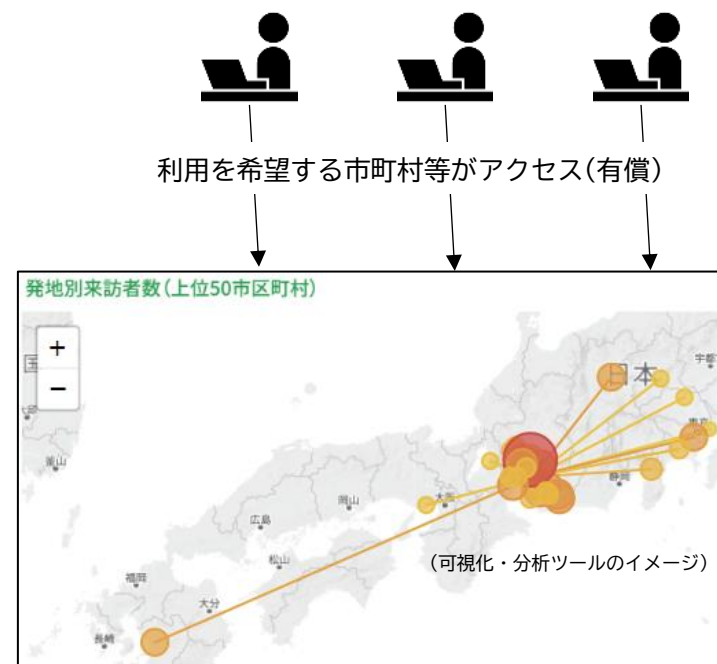 利用を希望する市町村等がアクセス(有償)
発地別来訪者数(上位50市区町村)
+
−
国
日本
宇都
釜山
東京
静岡
大阪
岡山
広島
松山
(可視化・分析ツールのイメージ)
福岡
大分
長崎